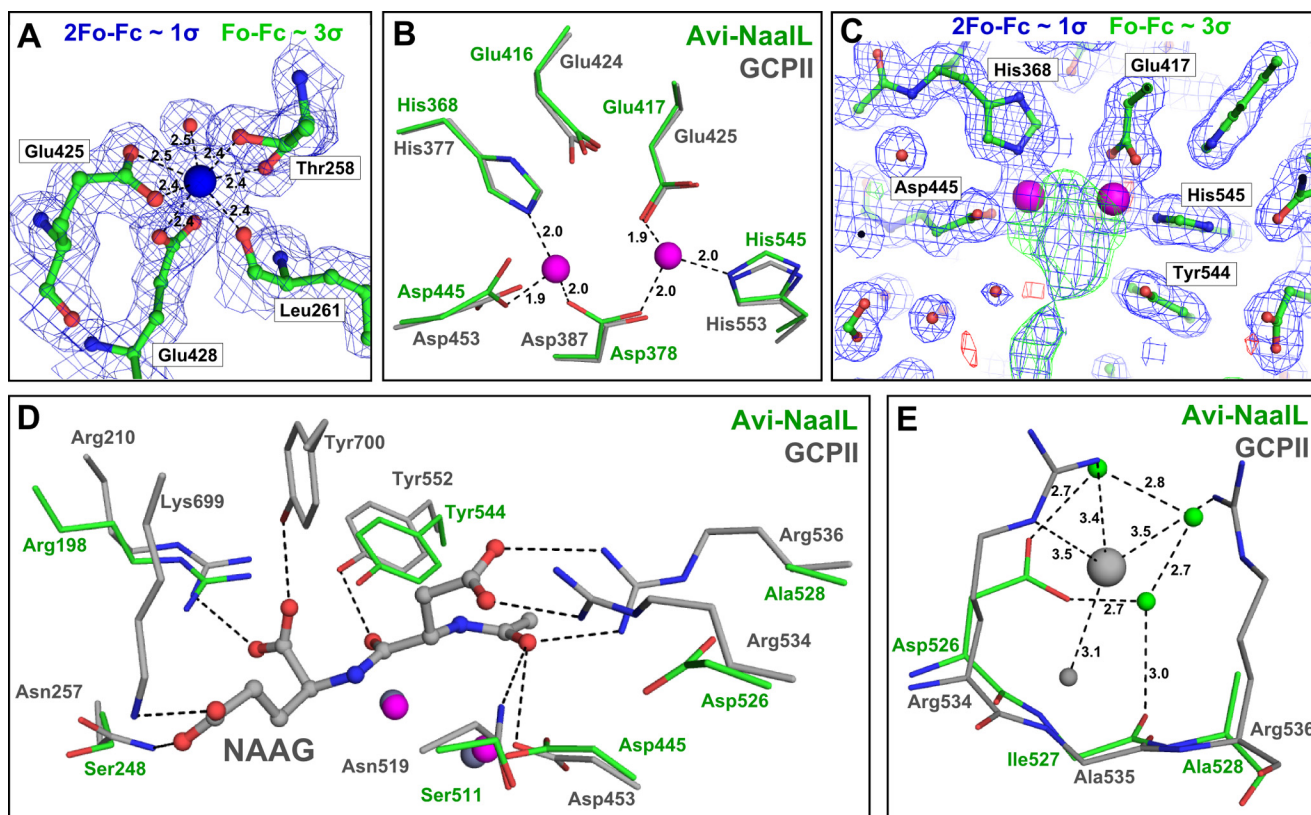 A
2Fo-Fc ~ 1σ Fo-Fc ~ 3σ
2.5
2.5
2.4
Glu425
2.4
2.4
Thr258
2.4
2.4
Leu261
Glu428
B
Avi-NaalL
GCPII
Glu416
Glu424
His368
Glu417
His377
Glu425
2.0
1.9
His545
2.0
Asp445
1.9
2.0
2.0
Asp453
Asp387
His553
Asp378
C
2Fo-Fc ~ 1σ Fo-Fc ~ 3σ
His368
Glu417
Asp445
His545
Tyr544
D
Avi-NaalL
GCPII
Arg210
Tyr700
Lys699
Tyr552
Tyr544
Arg198
Arg536
Ala528
Arg534
Asn257
Asp526
NAAG
Asn519
Asp445
Ser248
Ser511
Asp453
E
Avi-NaalL
GCPII
2.7
2.8
3.4
3.5
3.5
2.7
2.7
Asp526
3.1
3.0
Arg534
Arg536
Ile527
Ala528
Ala535